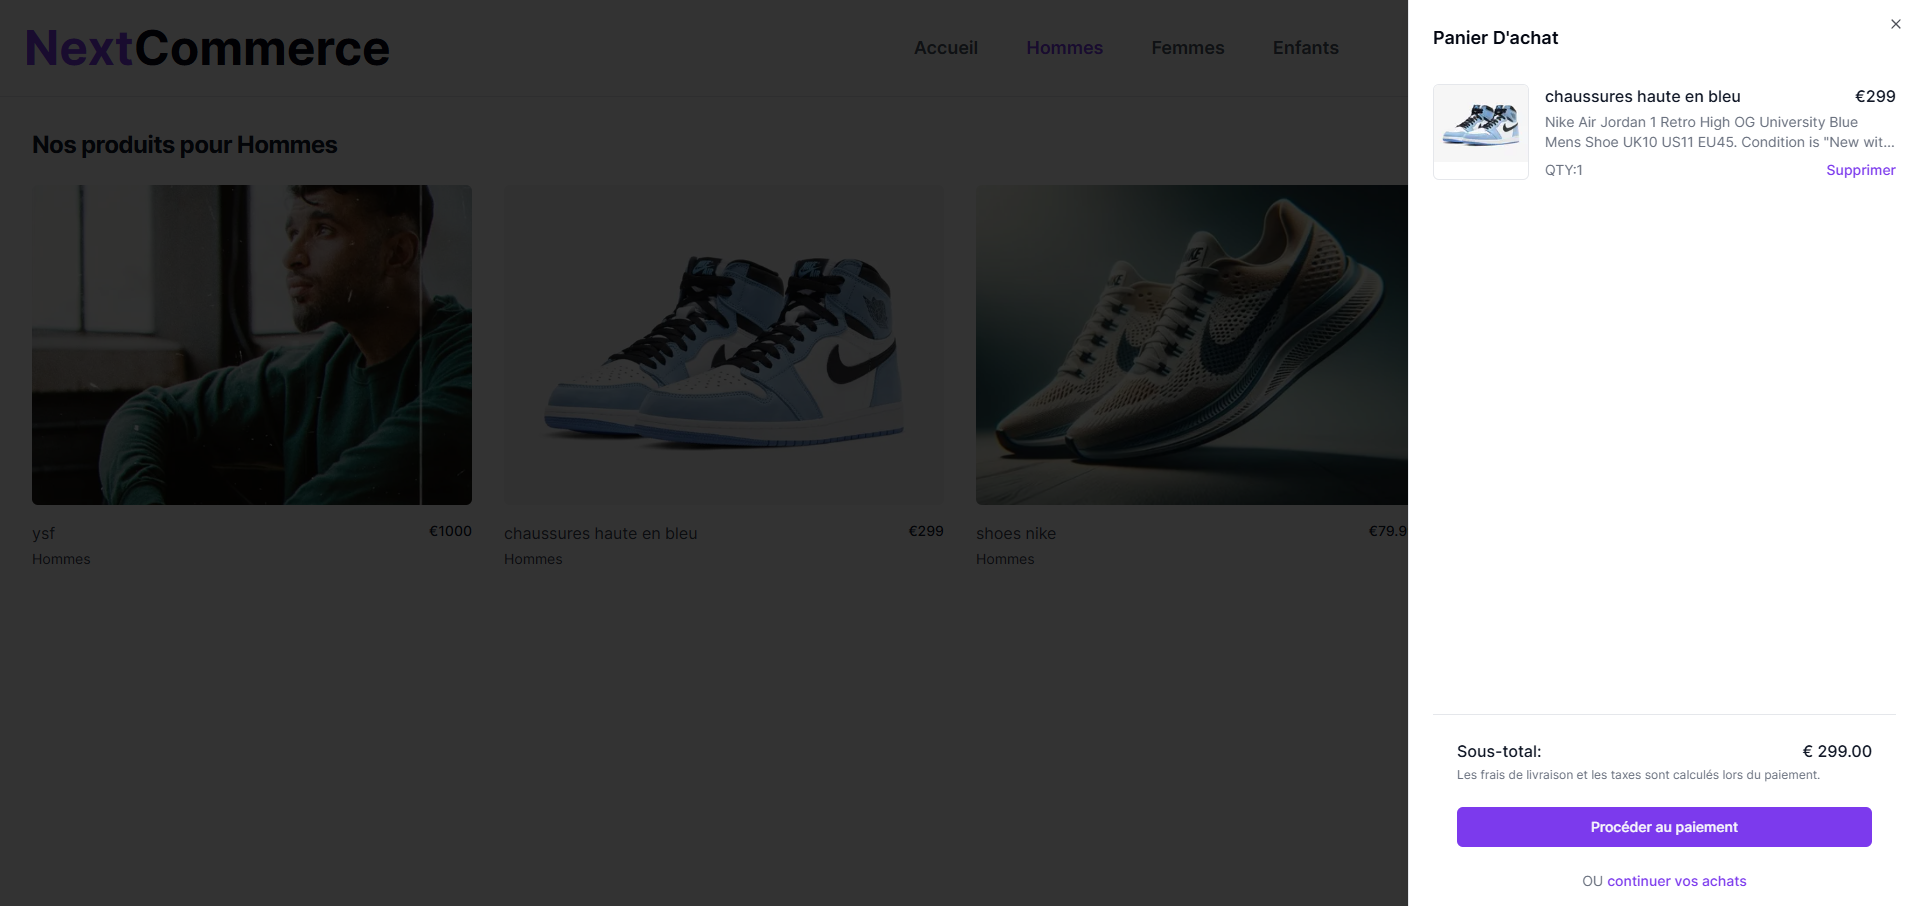 NextCommerce
Accueil
Hommes
Femmes
Enfants
Nos produits pour Hommes
ysf
€1000
Hommes
chaussures haute en bleu
€299
Hommes
shoes nike
€79.9
Hommes
Panier D'achat
chaussures haute en bleu
€299
Nike Air Jordan 1 Retro High OG University Blue
Mens Shoe UK10 US11 EU45. Condition is "New wit...
QTY:1
Supprimer
Sous-total:
€ 299.00
Les frais de livraison et les taxes sont calculés lors du paiement.
Procéder au paiement
OU continuer vos achats